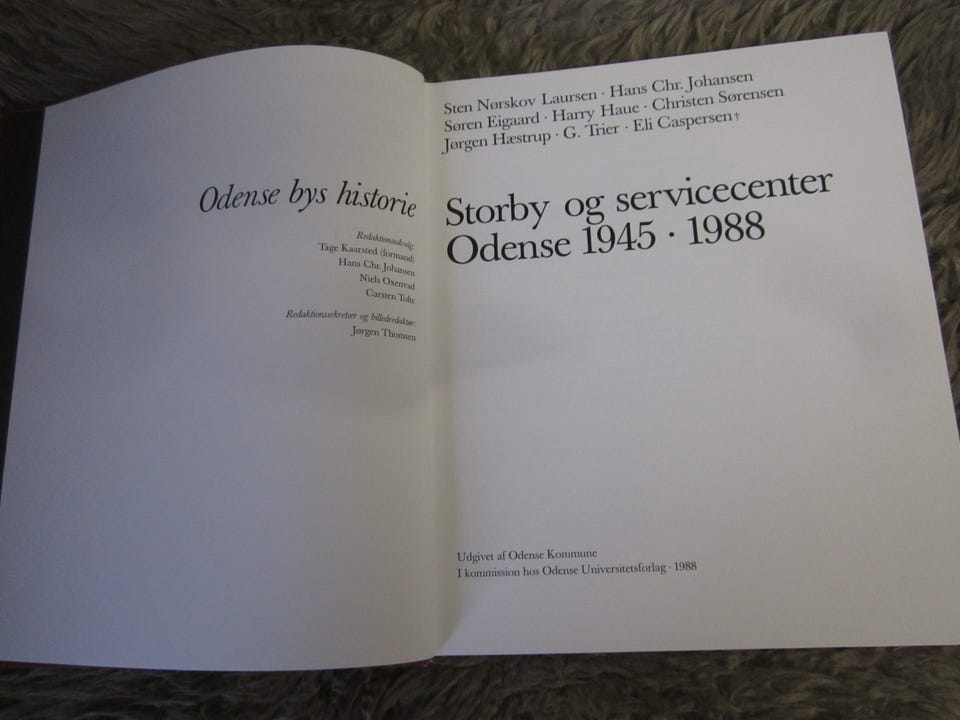 Odense bys historie
Redaktionsudvalg:
Tage Kaarsted (formand)
Hans Chr. Johansen
Niels Oxenvad
Carsten Tofte
Redaktionssekretær og billedredaktør:
Jørgen Thomsen
Sten Nørskov Laursen · Hans Chr. Johansen
Søren Eigaard · Harry Haue · Christen Sørensen
Jørgen Hæstrup · G. Trier · Eli Caspersen†
Storby og servicecenter
Odense 1945 · 1988
Udgivet af Odense Kommune
I kommission hos Odense Universitetsforlag · 1988